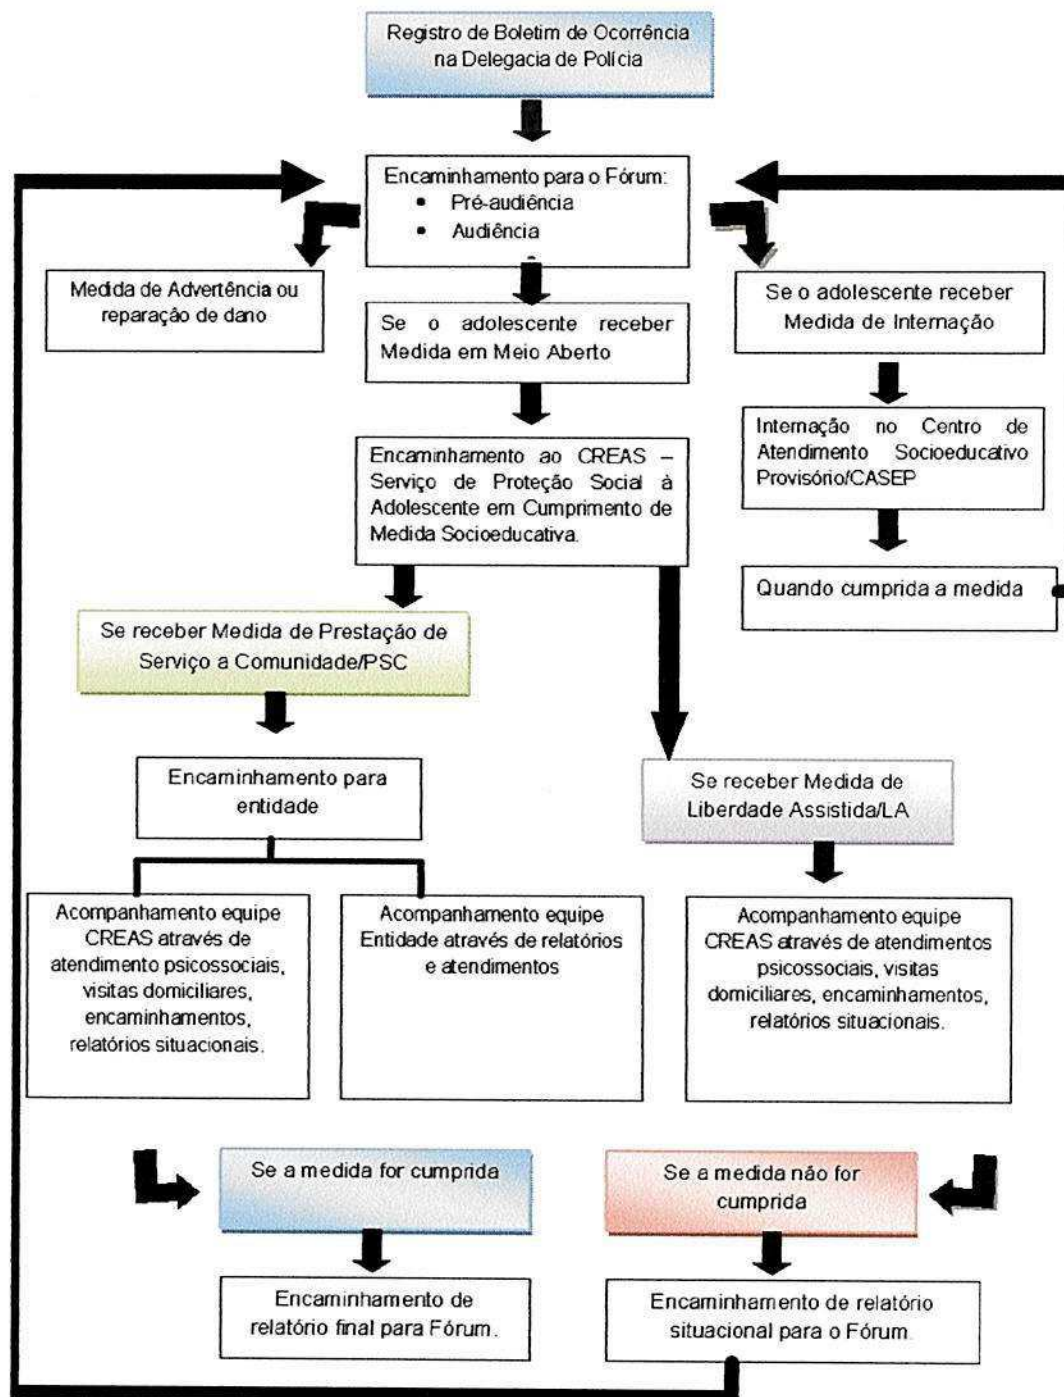 Registro de Boletim de Ocorrência
na Delegacia de Polícia
Encaminhamento para o Fórum:
• Pré-audiência
• Audiência
Medida de Advertência ou
reparação de dano
Se o adolescente receber
Medida em Meio Aberto
Se o adolescente receber
Medida de Internação
Encaminhamento ao CREAS –
Serviço de Proteção Social à
Adolescente em Cumprimento de
Medida Socioeducativa.
Internação no Centro de
Atendimento Socioeducativo
Provisório/CASEP
Quando cumprida a medida
Se receber Medida de Prestação de
Serviço a Comunidade/PSC
Encaminhamento para
entidade
Se receber Medida de
Liberdade Assistida/LA
Acompanhamento equipe
CREAS através de
atendimento psicossociais,
visitas domiciliares,
encaminhamentos,
relatórios situacionais.
Acompanhamento equipe
Entidade através de relatórios
e atendimentos
Acompanhamento equipe
CREAS através de atendimentos
psicossociais, visitas
domiciliares, encaminhamentos,
relatórios situacionais.
Se a medida for cumprida
Se a medida não for
cumprida
Encaminhamento de
relatório final para Fórum.
Encaminhamento de relatório
situacional para o Fórum.